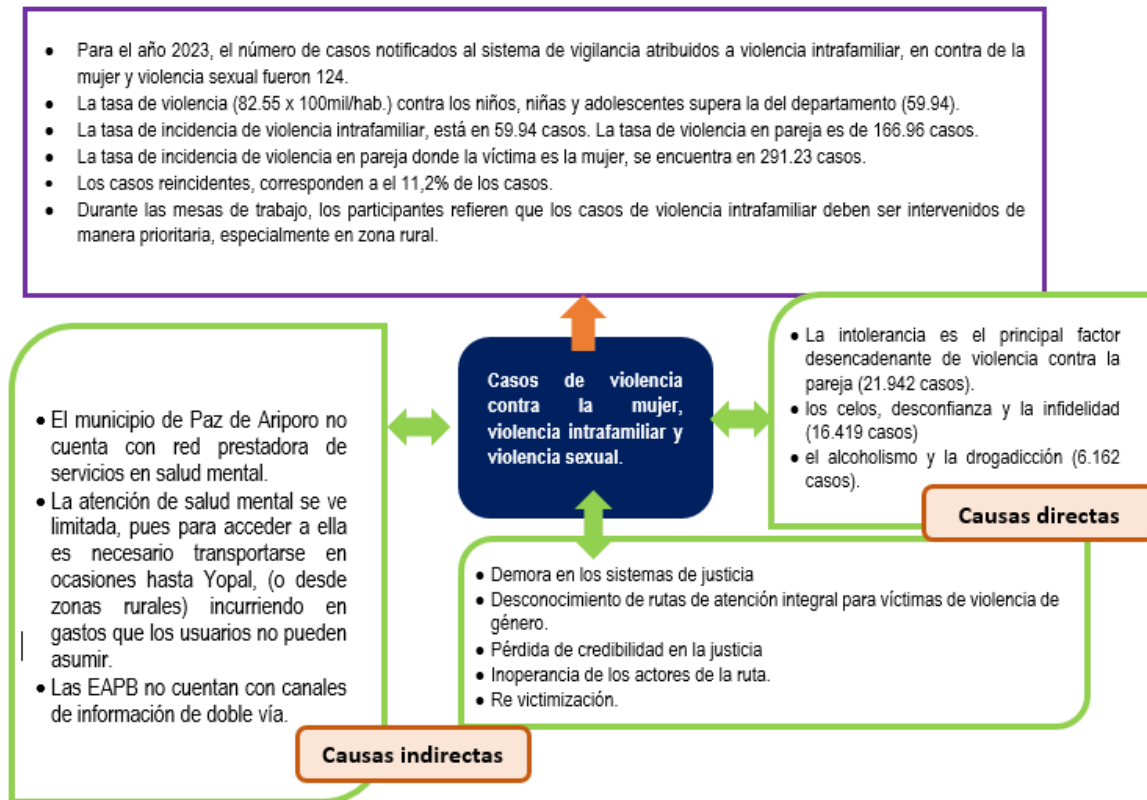 • Para el año 2023, el número de casos notificados al sistema de vigilancia atribuidos a violencia intrafamiliar, en contra de la
mujer y violencia sexual fueron 124.
• La tasa de violencia (82.55 x 100mil/hab.) contra los niños, niñas y adolescentes supera la del departamento (59.94).
• La tasa de incidencia de violencia intrafamiliar, está en 59.94 casos. La tasa de violencia en pareja es de 166.96 casos.
• La tasa de incidencia de violencia en pareja donde la víctima es la mujer, se encuentra en 291.23 casos.
• Los casos reincidentes, corresponden a el 11,2% de los casos.
• Durante las mesas de trabajo, los participantes refieren que los casos de violencia intrafamiliar deben ser intervenidos de
manera prioritaria, especialmente en zona rural.
• El municipio de Paz de Ariporo no
cuenta con red prestadora de
servicios en salud mental.
• La atención de salud mental se ve
limitada, pues para acceder a ella
es necesario transportarse en
ocasiones hasta Yopal, (o desde
zonas rurales) incurriendo en
gastos que los usuarios no pueden
asumir.
• Las EAPB no cuentan con canales
de información de doble vía.
Causas indirectas
Casos de violencia
contra la mujer,
violencia intrafamiliar y
violencia sexual.
• La intolerancia es el principal factor
desencadenante de violencia contra la
pareja (21.942 casos).
• los celos, desconfianza y la infidelidad
(16.419 casos)
• el alcoholismo y la drogadicción (6.162
casos).
Causas directas
• Demora en los sistemas de justicia
• Desconocimiento de rutas de atención integral para víctimas de violencia de
género.
• Pérdida de credibilidad en la justicia
• Inoperancia de los actores de la ruta.
• Re victimización.